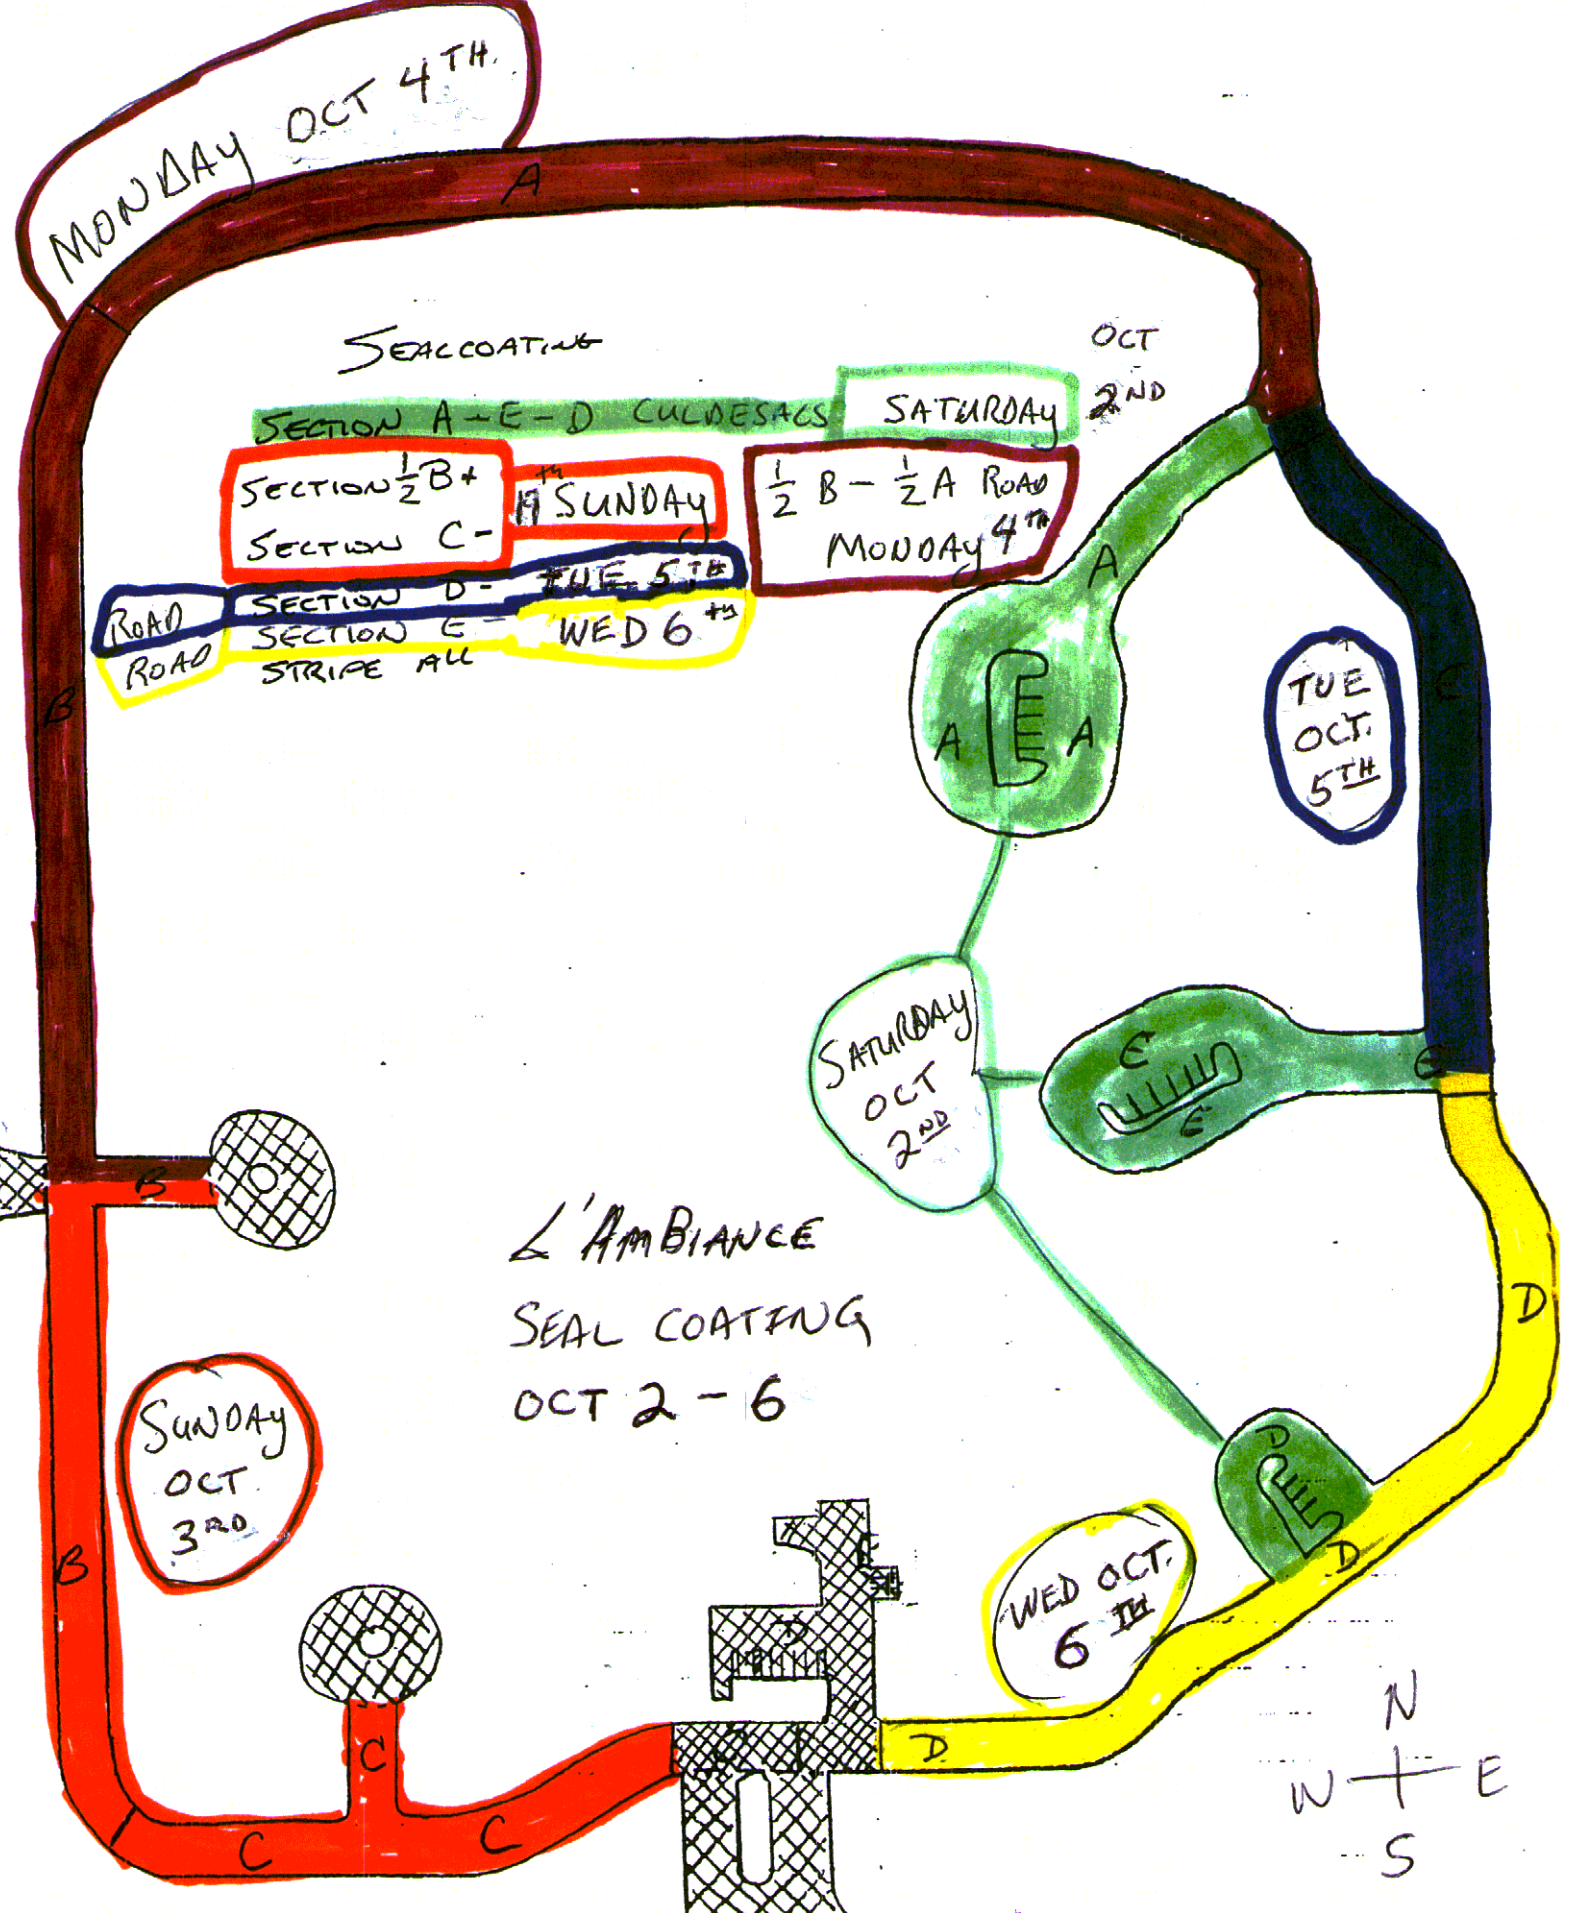 MONDAY OCT 4TH.
A
SEALCOATING
OCT
2ND
SECTION A-E-D CULDESACS SATURDAY
SECTION 1/2 B +
SECTION C- SUNDAY
1/2 B - 1/2 A ROAD
MONDAY 4TH
ROAD SECTION D- TUE 5TH
ROAD SECTION E- WED 6th
STRIPE ALL
A
A A
B
E
TUE
OCT.
5TH
SATURDAY
OCT
2ND
E
E
E
B
L'AMBIANCE
SEAL COATING
OCT 2-6
D
SUNDAY
OCT.
3RD
B
D
D
WED OCT.
6TH
C
C
C
D
N
W E
S